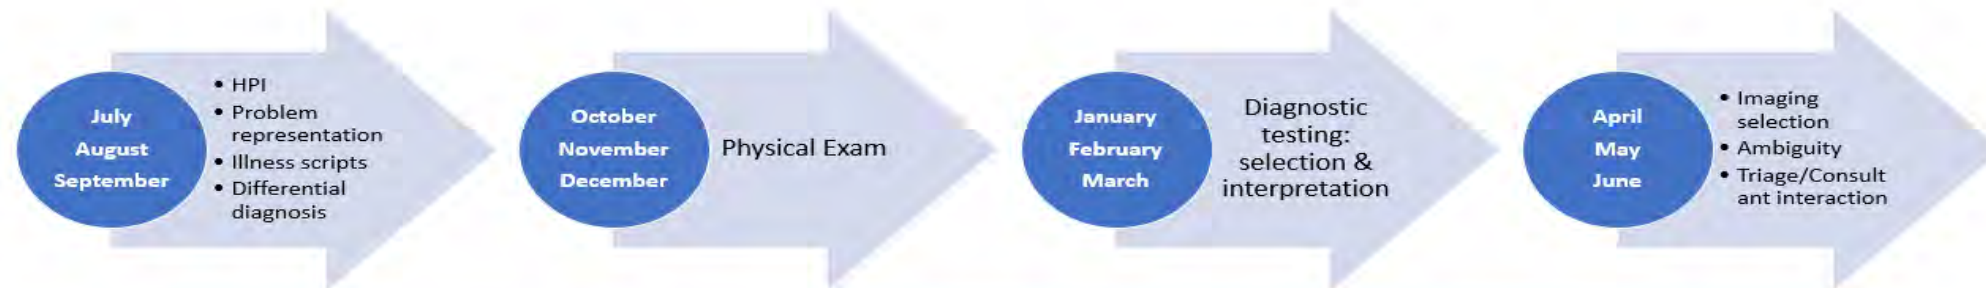 July
August
September
• HPI
• Problem
representation
• Illness scripts
• Differential
diagnosis
October
November
December
Physical Exam
January
February
March
Diagnostic
testing:
selection &
interpretation
April
May
June
• Imaging
selection
• Ambiguity
• Triage/Consult
ant interaction